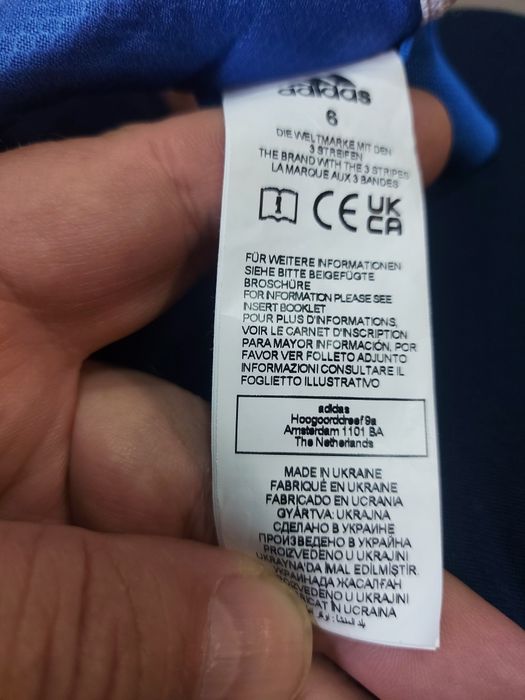 adidas
6
DIE WELTMARKE MIT DEN
3 STREIFEN
THE BRAND WITH THE 3 STRIPES
LA MARQUE AUX 3 BANDES
i CE UK
CA
FÜR WEITERE INFORMATIONEN
SIEHE BITTE BEIGEFÜGTE
BROSCHÜRE
FOR INFORMATION PLEASE SEE
INSERT BOOKLET
POUR PLUS D'INFORMATIONS,
VOIR LE CARNET D'INSCRIPTION
PARA MAYOR INFORMACIÓN, POR
FAVOR VER FOLLETO ADJUNTO
INFORMAZIONI CONSULTARE IL
FOGLIETTO ILLUSTRATIVO
adidas
Hoogoorddreef 9a
Amsterdam 1101 BA
The Netherlands
MADE IN UKRAINE
FABRIQUÉ EN UKRAINE
FABRICADO EN UCRANIA
GYÁRTVA: UKRAJNA
СДЕЛАНО В УКРАИНЕ
ПРОИЗВЕДЕНО В УКРАЙНА
PROIZVEDENO U UKRAJINI
UKRAYNA'DA İMAL EDİLMİŞTİR
УКРАИНАДА ЖАСАЛҒАН
PROIZVEDENO U UKRAJINI
ÎN UCRAINA
بلد المنشأ: